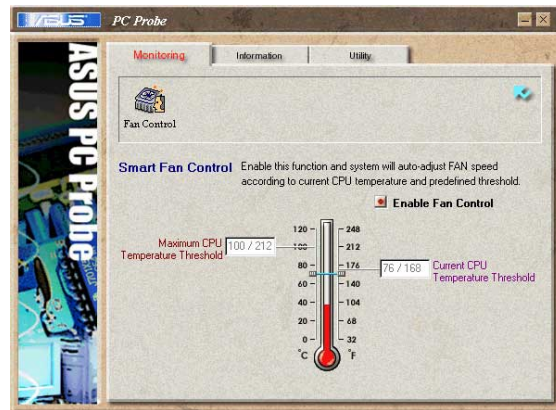 /ISUS PC Probe
ASUS PC Probe
Monitoring Information Utility
Fan Control
Smart Fan Control Enable this function and system will auto-adjust FAN speed
according to current CPU temperature and predefined threshold.
Enable Fan Control
Maximum CPU
Temperature Threshold
100 / 212
120 248
100 212
80 176
60 140
40 104
20 68
0 32
°C °F
76 / 168
Current CPU
Temperature Threshold